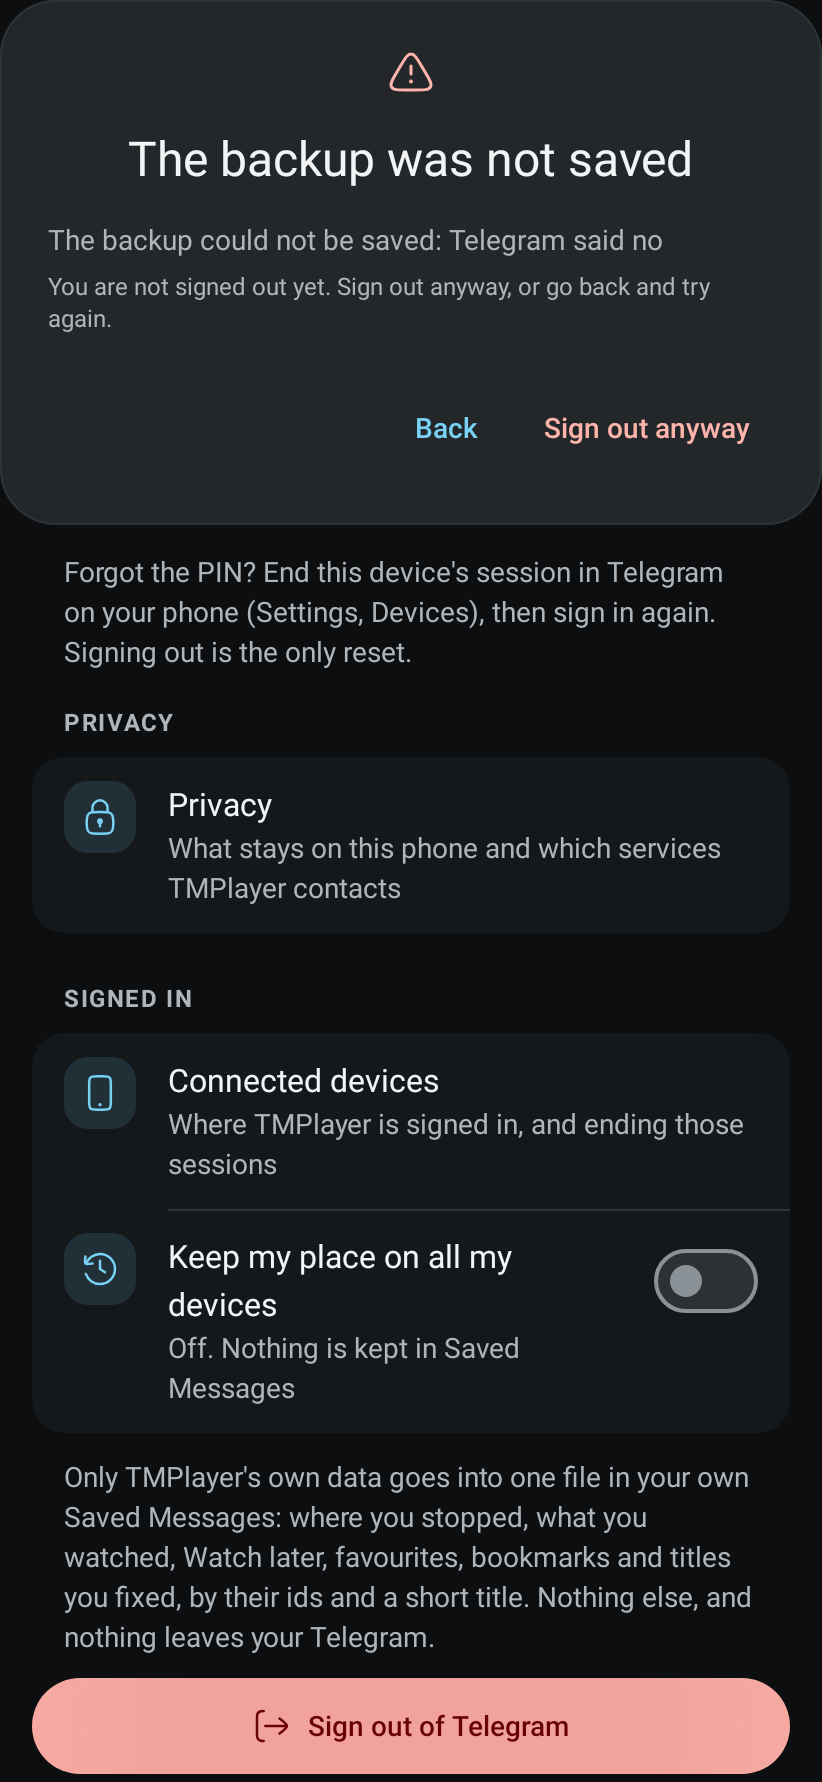 The backup was not saved
The backup could not be saved: Telegram said no
You are not signed out yet. Sign out anyway, or go back and try
again.
Back
Sign out anyway
Forgot the PIN? End this device's session in Telegram
on your phone (Settings, Devices), then sign in again.
Signing out is the only reset.
PRIVACY
Privacy
What stays on this phone and which services
TMPlayer contacts
SIGNED IN
Connected devices
Where TMPlayer is signed in, and ending those
sessions
Keep my place on all my
devices
Off. Nothing is kept in Saved
Messages
Only TMPlayer's own data goes into one file in your own
Saved Messages: where you stopped, what you
watched, Watch later, favourites, bookmarks and titles
you fixed, by their ids and a short title. Nothing else, and
nothing leaves your Telegram.
Sign out of Telegram